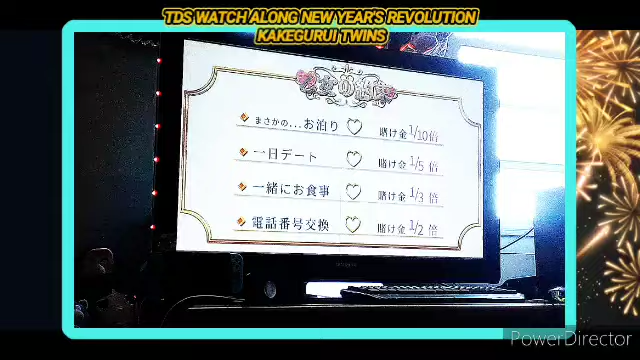 TDS WATCH ALONG NEW YEAR'S REVOLUTION
KAKEGURUI TWINS
まさかの...お泊り 賭け金 1/10 倍
一日デート 賭け金 1/5 倍
一緒にお食事 賭け金 1/3 倍
電話番号交換 賭け金 1/2 倍
PowerDirector